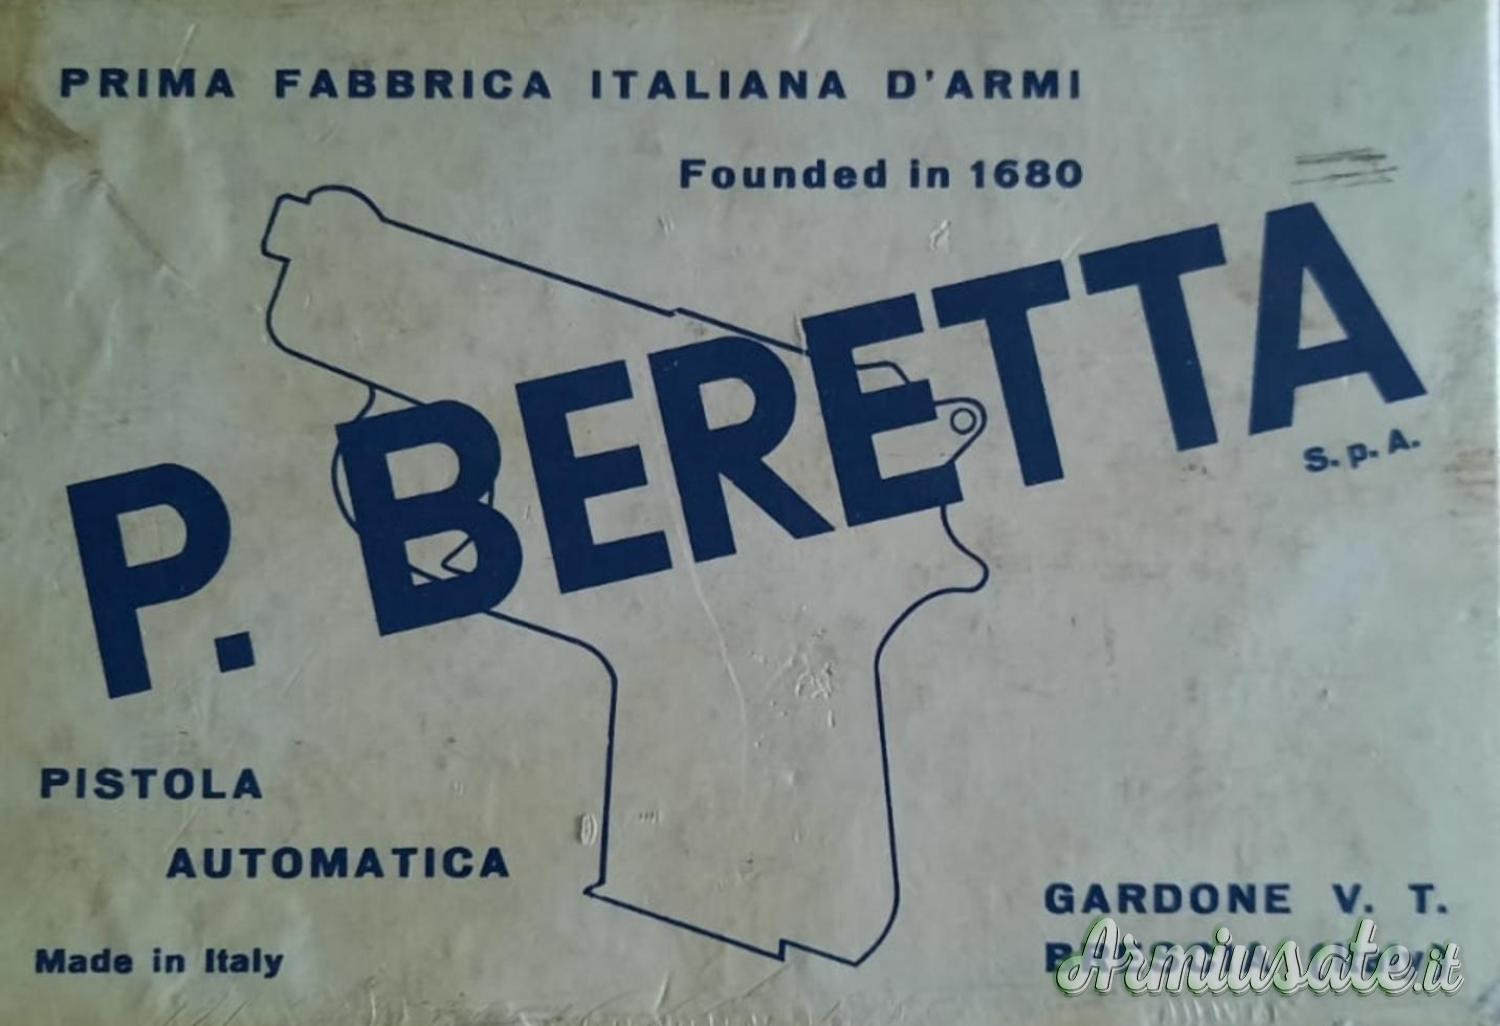 PRIMA FABBRICA ITALIANA D'ARMI
Founded in 1680
P. BERETTA
S.p.A.
PISTOLA
AUTOMATICA
Made in Italy
GARDONE V. T.
Armiusate.it